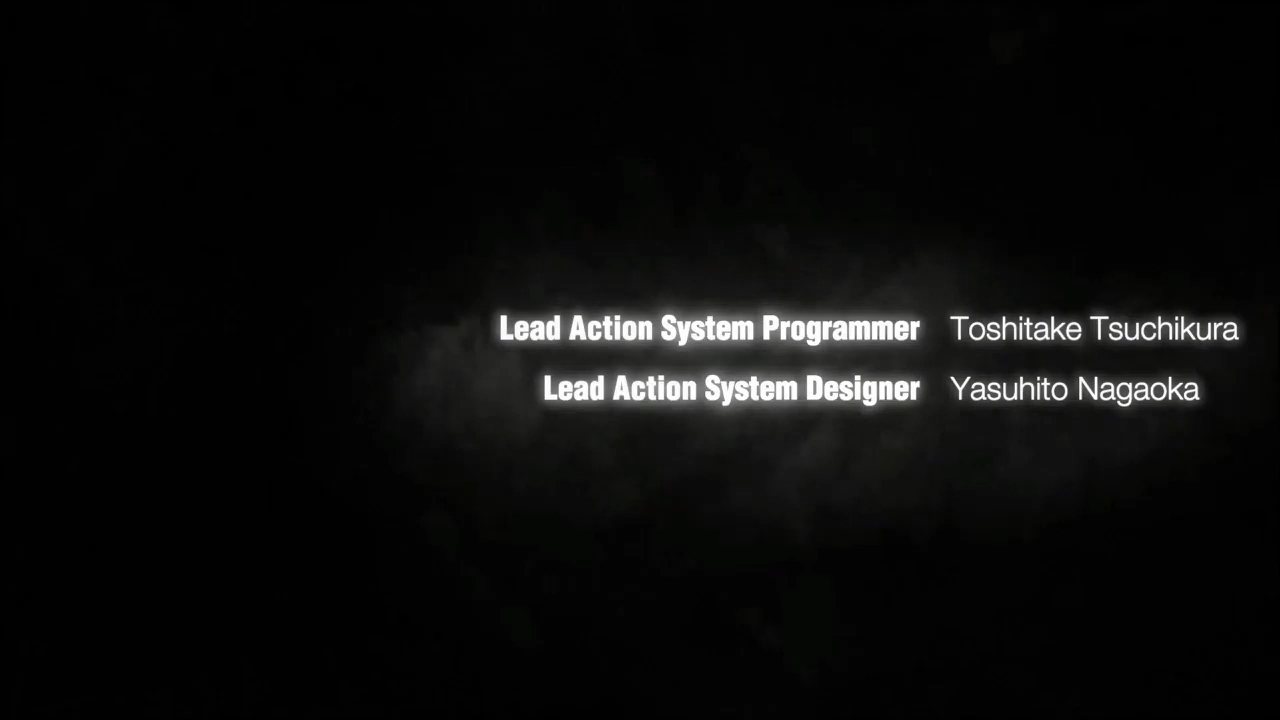 Lead Action System Programmer Toshitake Tsuchikura
Lead Action System Designer Yasuhito Nagaoka